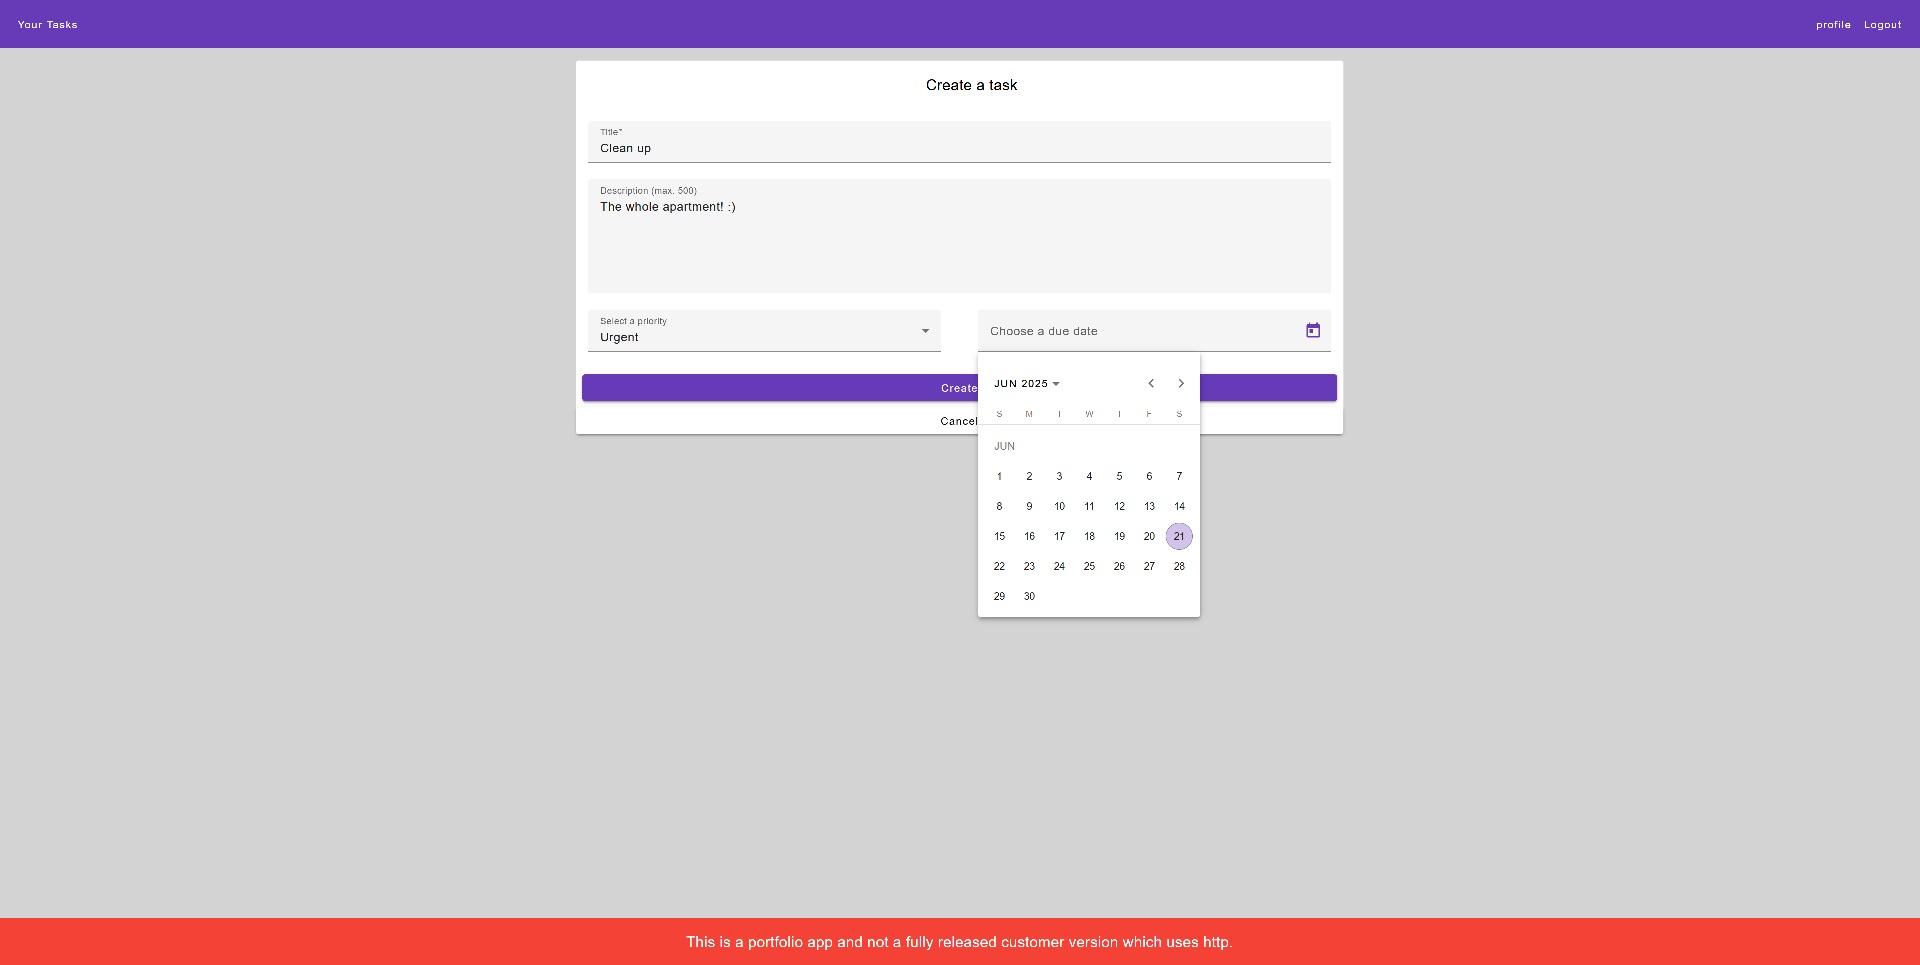 Your Tasks
profile Logout
Create a task
Title*
Clean up
Description (max. 500)
The whole apartment! :)
Select a priority
Urgent
Choose a due date
Create
Cancel
JUN 2025
S M T W T F S
JUN
1 2 3 4 5 6 7
8 9 10 11 12 13 14
15 16 17 18 19 20 21
22 23 24 25 26 27 28
29 30
This is a portfolio app and not a fully released customer version which uses http.